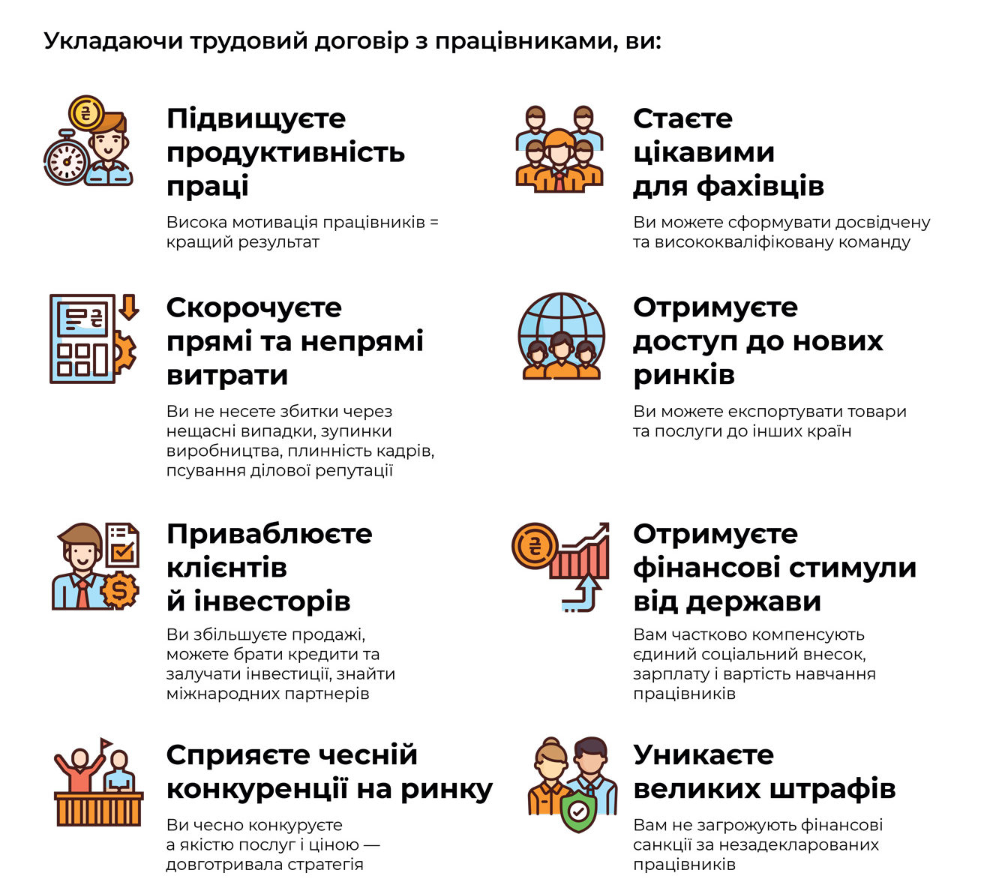 Укладаючи трудовий договір з працівниками, ви:
Підвищуєте
продуктивність
праці
Висока мотивація працівників =
кращий результат
Стаєте
цікавими
для фахівців
Ви можете сформувати досвідчену
та висококваліфіковану команду
Скорочуєте
прямі та непрямі
витрати
Ви не несете збитки через
нещасні випадки, зупинки
виробництва, плинність кадрів,
псування ділової репутації
Отримуєте
доступ до нових
ринків
Ви можете експортувати товари
та послуги до інших країн
Приваблюєте
клієнтів
й інвесторів
Ви збільшуєте продажі,
можете брати кредити та
залучати інвестиції, знайти
міжнародних партнерів
Отримуєте
фінансові стимули
від держави
Вам частково компенсують
єдиний соціальний внесок,
зарплату і вартість навчання
працівників
Сприяєте чесній
конкуренції на ринку
Ви чесно конкуруєте
а якістю послуг і ціною —
довготривала стратегія
Уникаєте
великих штрафів
Вам не загрожують фінансові
санкції за незадекларованих
працівників